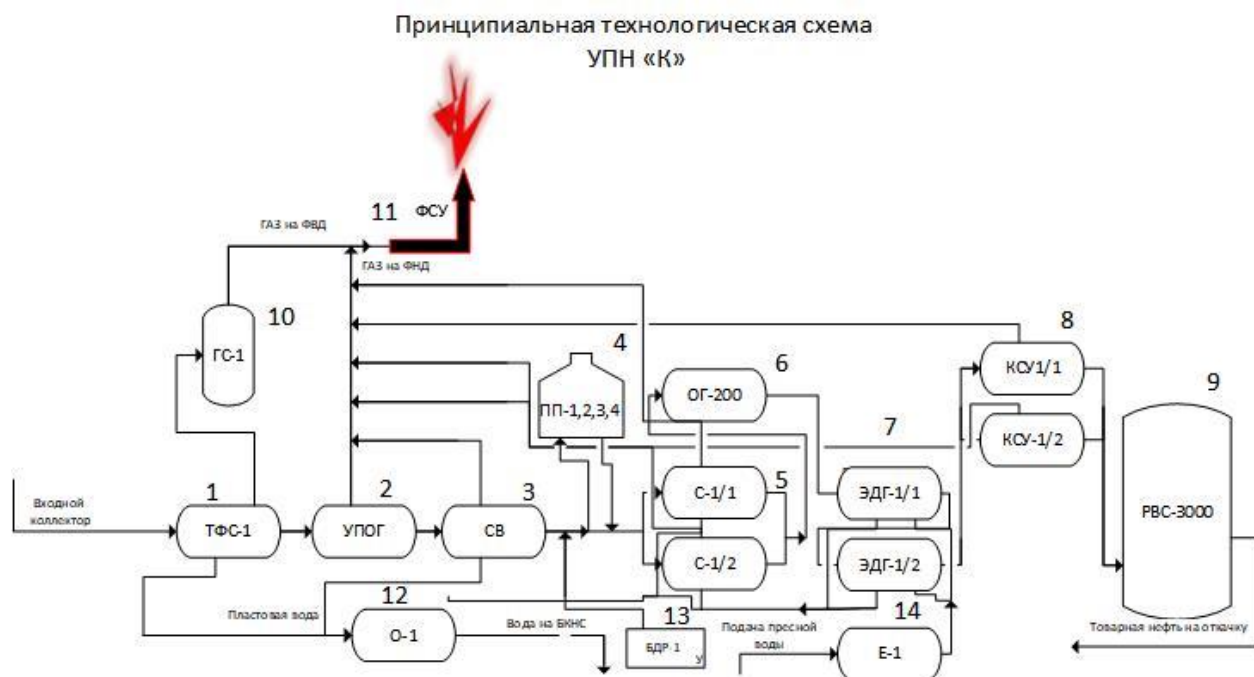 Принципиальная технологическая схема
УПН «К»
11
ФСУ
ГАЗ на ФВД
ГАЗ на ФНД
10
ГС-1
4
ПП-1,2,3,4
6
ОГ-200
8
КСУ1/1
7
КСУ-1/2
9
РВС-3000
Входной
коллектор
1
ТФС-1
2
УПОГ
3
СВ
5
С-1/1
С-1/2
ЭДГ-1/1
ЭДГ-1/2
12
Пластовая вода
О-1
Вода на БКНС
13
БДР-1
У
Подача пресной
воды
14
Е-1
Товарная нефть на откачку